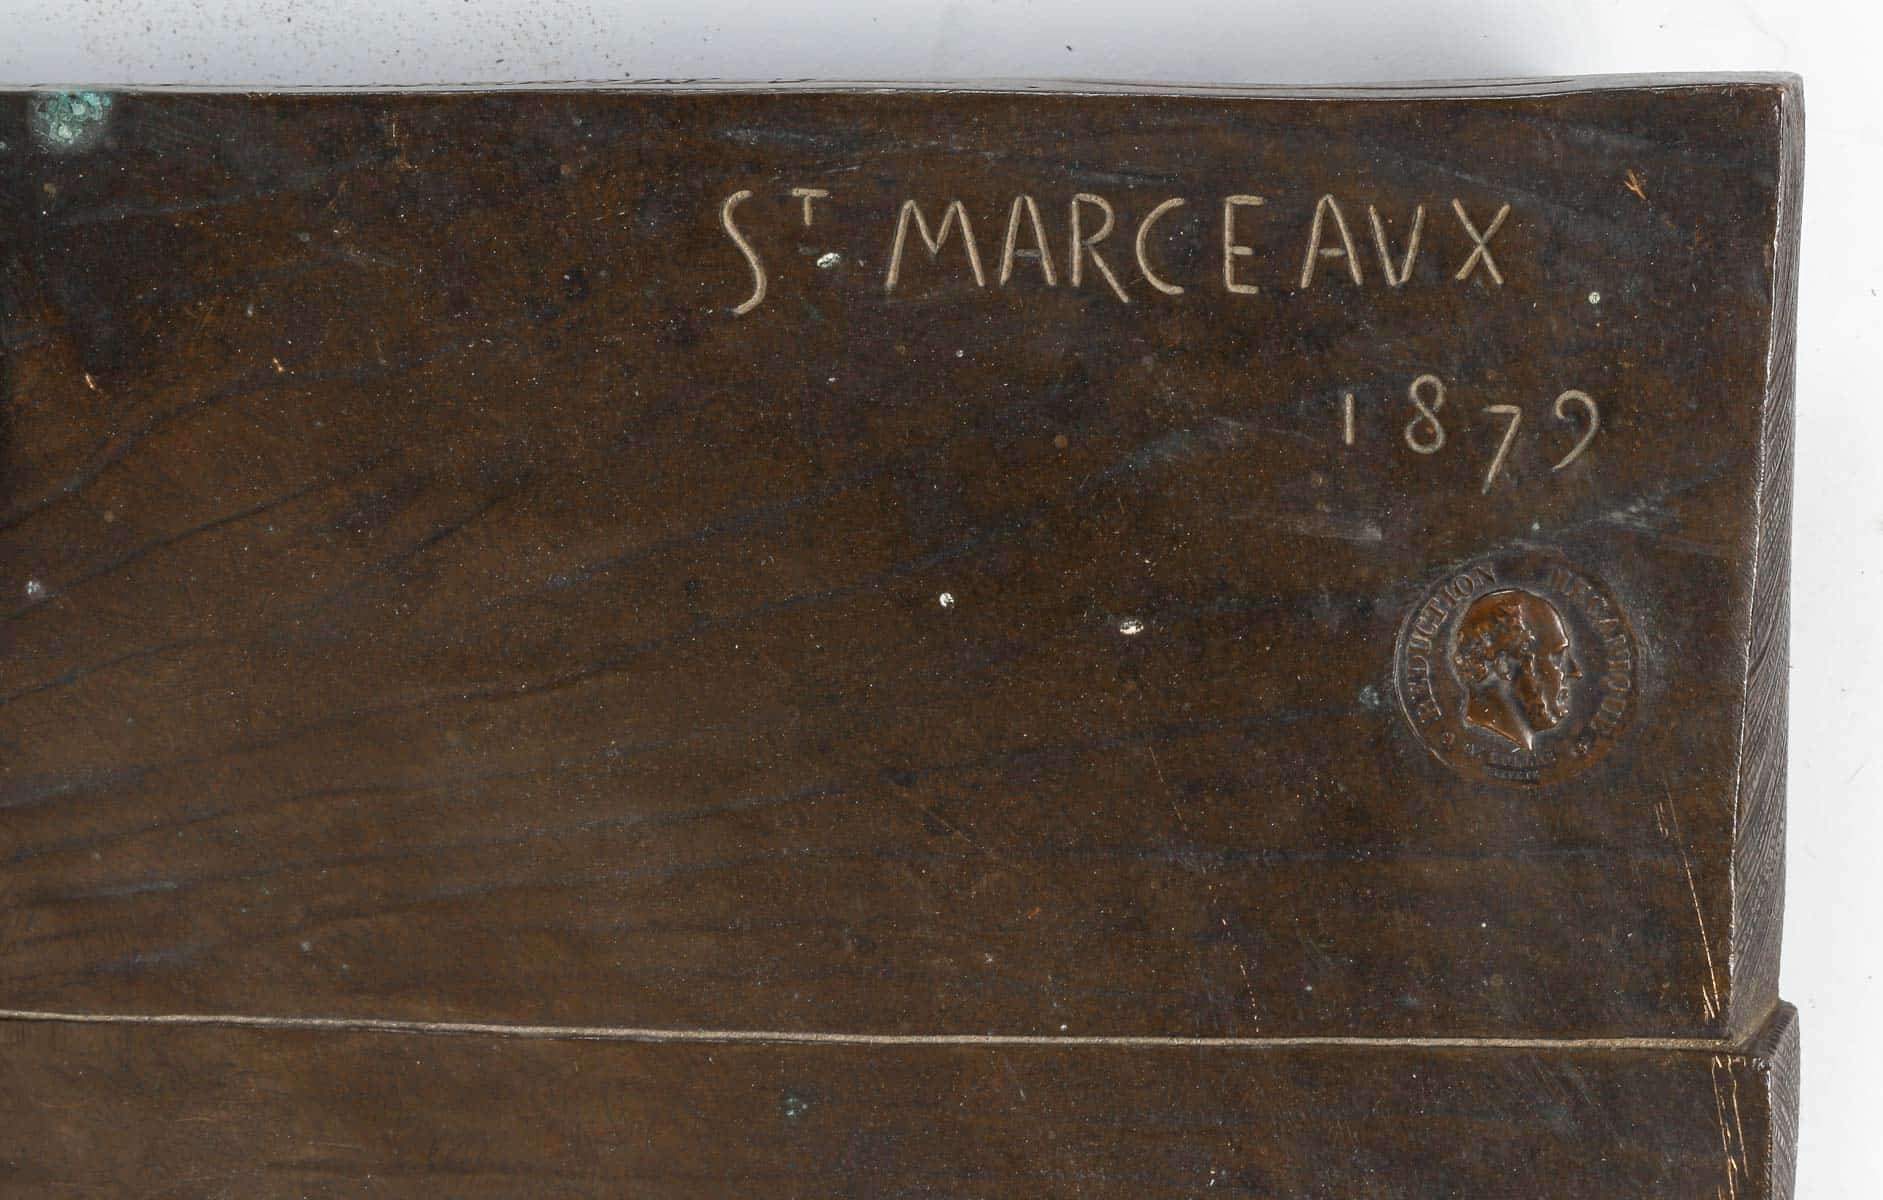 ST MARCEAUX
1879
REDUCTION MECANIQUE